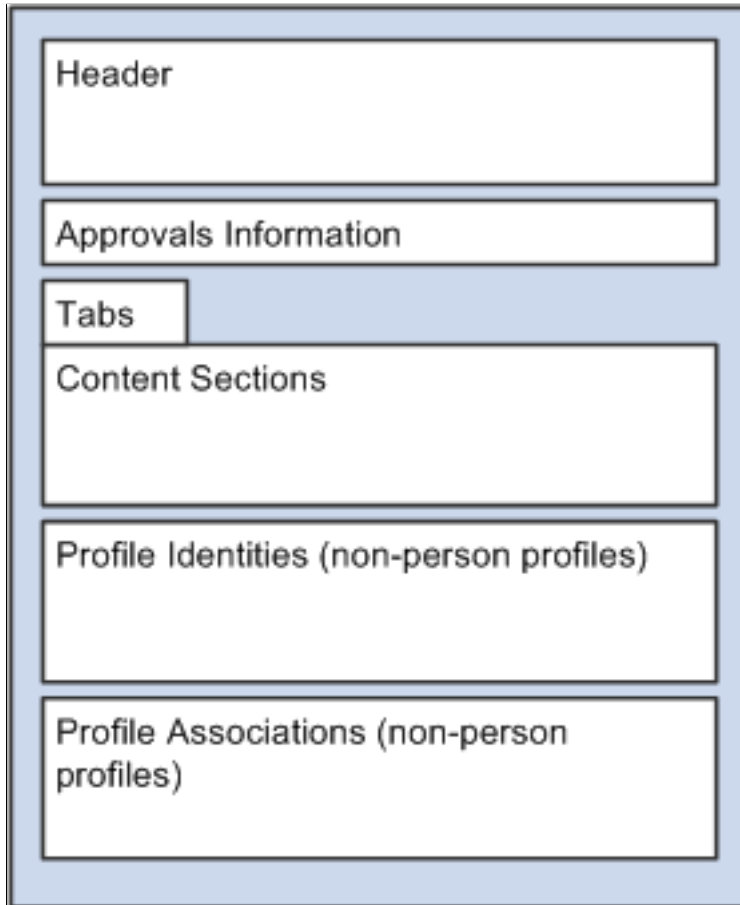 Header
Approvals Information
Tabs
Content Sections
Profile Identities (non-person profiles)
Profile Associations (non-person
profiles)